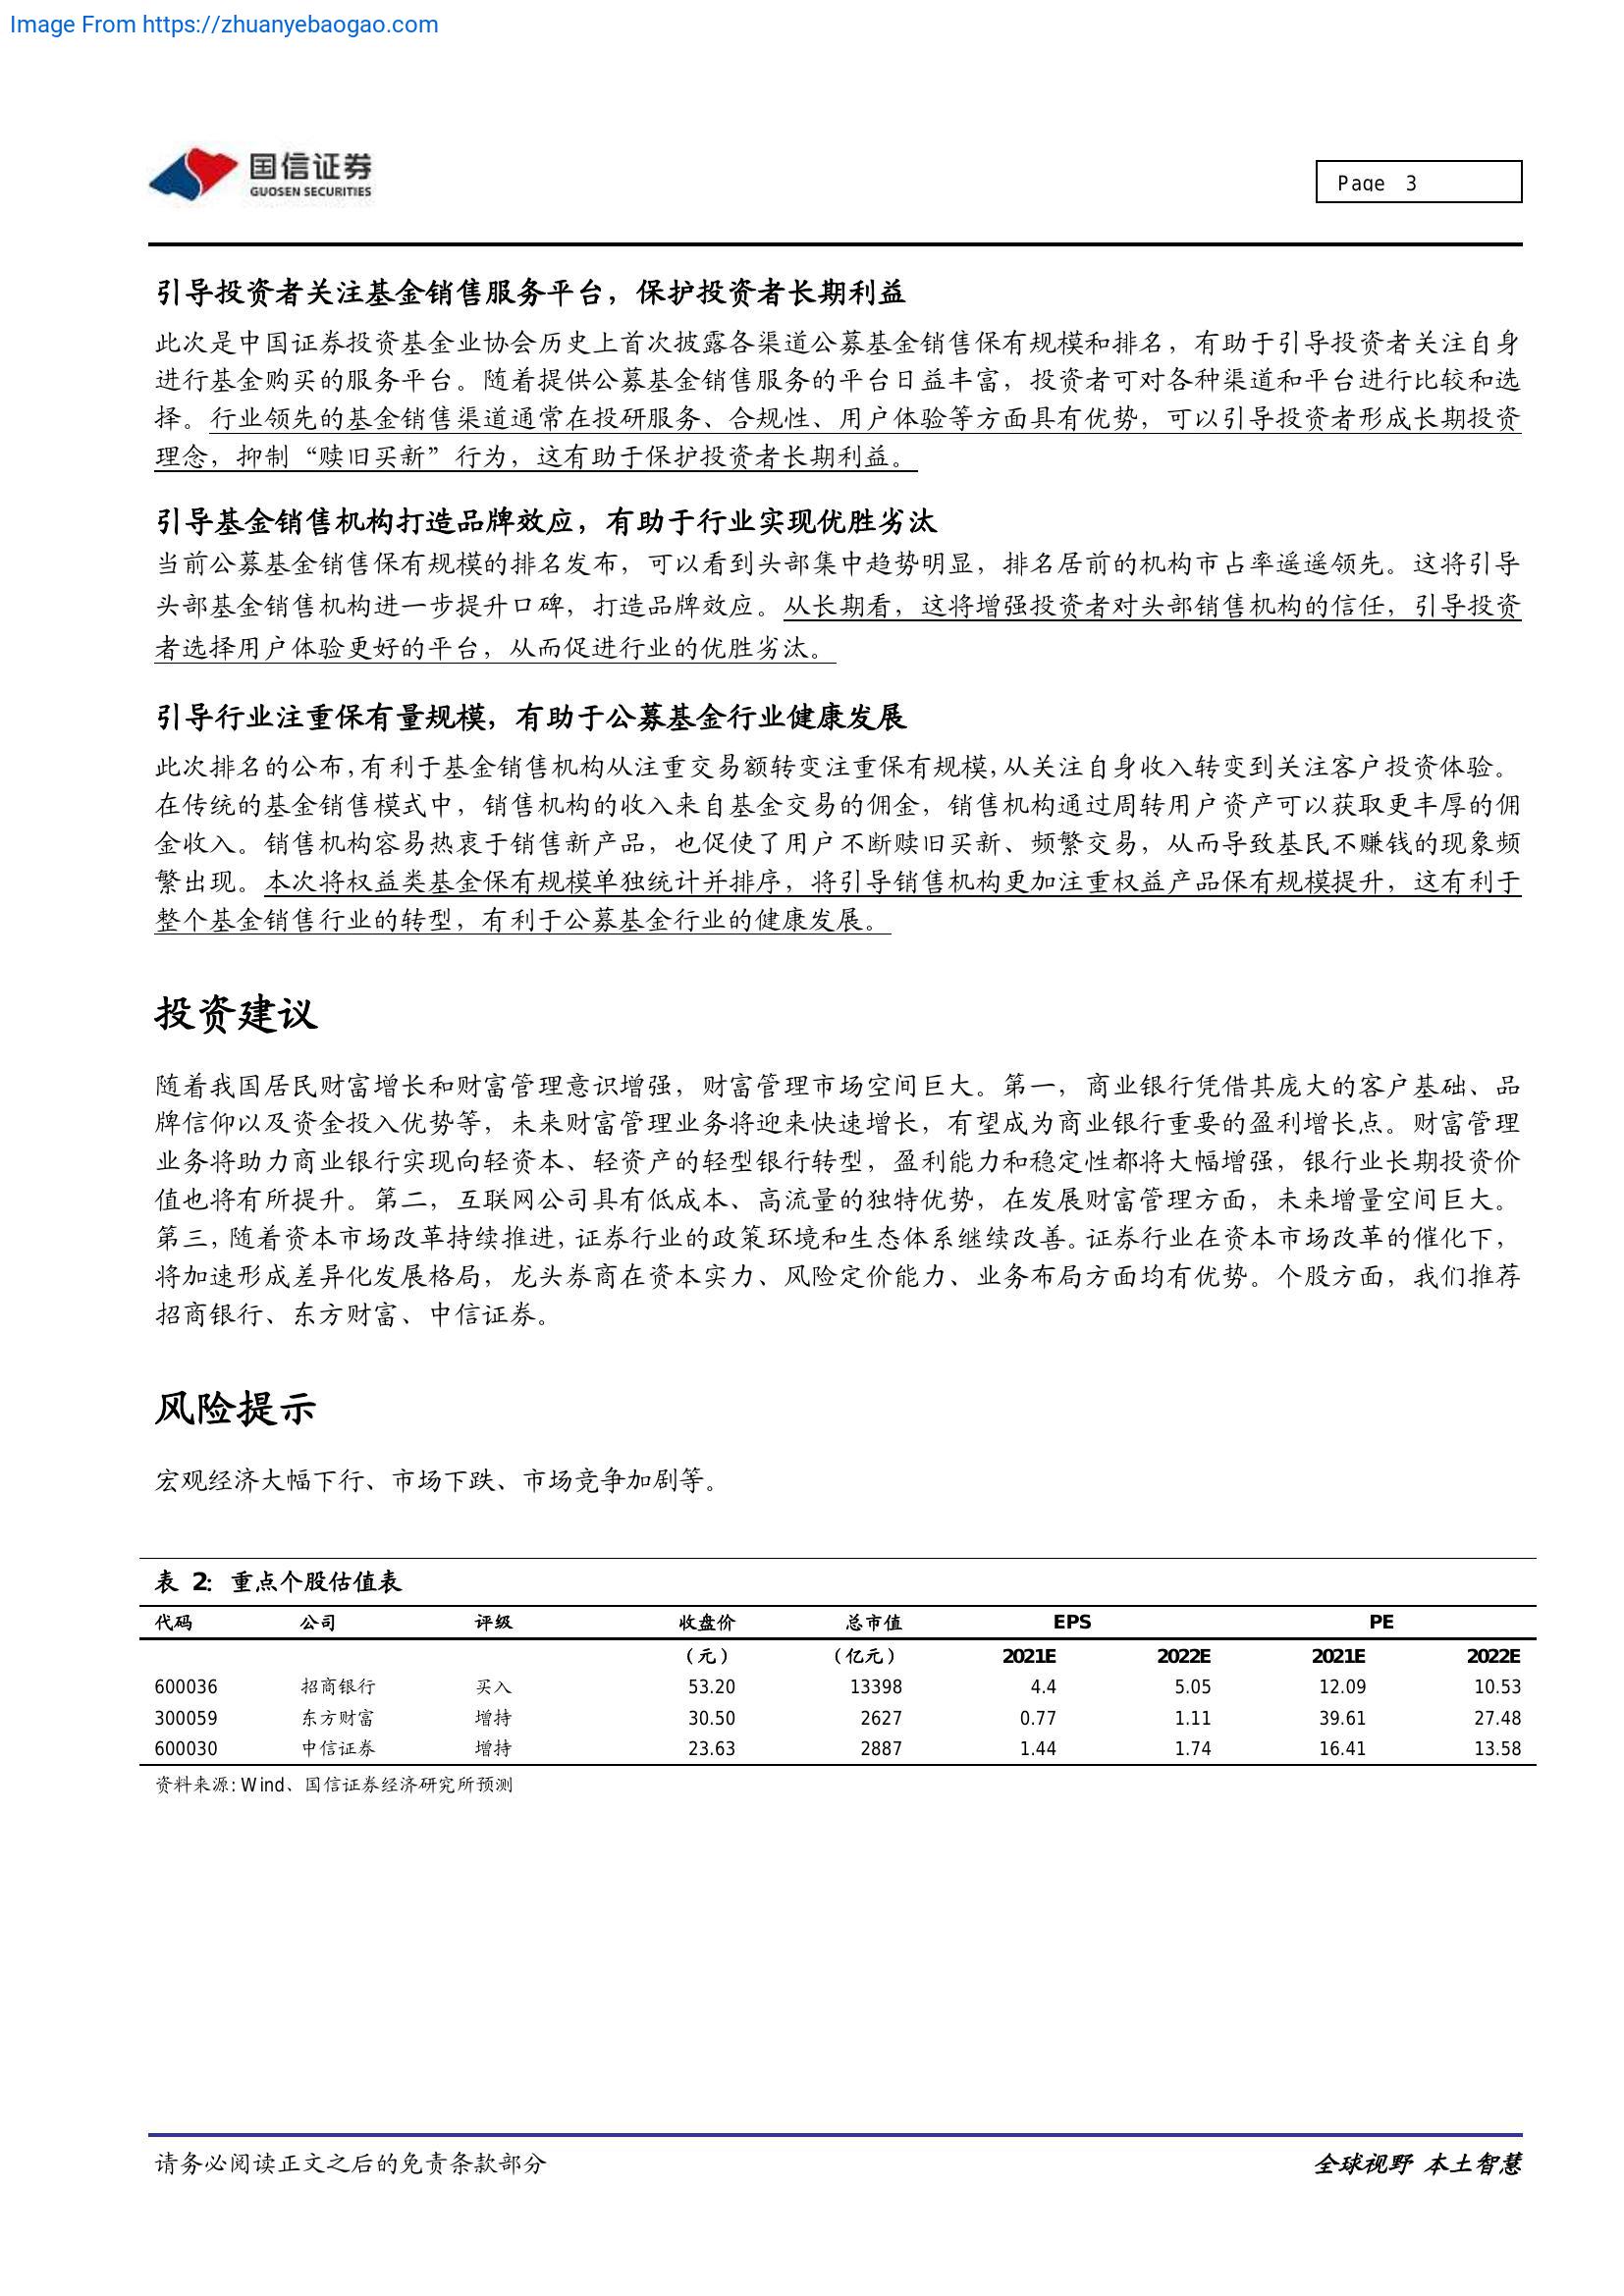 Image From https://zhuanyebaogao.com
国信证券
GUOSEN SECURITIES
Page 3
引导投资者关注基金销售服务平台，保护投资者长期利益
此次是中国证券投资基金业协会历史上首次披露各渠道公募基金销售保有规模和排名，有助于引导投资者关注自身
进行基金购买的服务平台。随着提供公募基金销售服务的平台日益丰富，投资者可对各种渠道和平台进行比较和选
择。行业领先的基金销售渠道通常在投研服务、合规性、用户体验等方面具有优势，可以引导投资者形成长期投资
理念，抑制“赎旧买新”行为，这有助于保护投资者长期利益。
引导基金销售机构打造品牌效应，有助于行业实现优胜劣汰
当前公募基金销售保有规模的排名发布，可以看到头部集中趋势明显，排名居前的机构市占率遥遥领先。这将引导
头部基金销售机构进一步提升口碑，打造品牌效应。从长期看，这将增强投资者对头部销售机构的信任，引导投资
者选择用户体验更好的平台，从而促进行业的优胜劣汰。
引导行业注重保有量规模，有助于公募基金行业健康发展
此次排名的公布，有利于基金销售机构从注重交易额转变注重保有规模，从关注自身收入转变到关注客户投资体验。
在传统的基金销售模式中，销售机构的收入来自基金交易的佣金，销售机构通过周转用户资产可以获取更丰厚的佣
金收入。销售机构容易热衷于销售新产品，也促使了用户不断赎旧买新、频繁交易，从而导致基民不赚钱的现象频
繁出现。本次将权益类基金保有规模单独统计并排序，将引导销售机构更加注重权益产品保有规模提升，这有利于
整个基金销售行业的转型，有利于公募基金行业的健康发展。
投资建议
随着我国居民财富增长和财富管理意识增强，财富管理市场空间巨大。第一，商业银行凭借其庞大的客户基础、品
牌信仰以及资金投入优势等，未来财富管理业务将迎来快速增长，有望成为商业银行重要的盈利增长点。财富管理
业务将助力商业银行实现向轻资本、轻资产的轻型银行转型，盈利能力和稳定性都将大幅增强，银行业长期投资价
值也将有所提升。第二，互联网公司具有低成本、高流量的独特优势，在发展财富管理方面，未来增量空间巨大。
第三，随着资本市场改革持续推进，证券行业的政策环境和生态体系继续改善。证券行业在资本市场改革的催化下，
将加速形成差异化发展格局，龙头券商在资本实力、风险定价能力、业务布局方面均有优势。个股方面，我们推荐
招商银行、东方财富、中信证券。
风险提示
宏观经济大幅下行、市场下跌、市场竞争加剧等。
表 2：重点个股估值表
代码 公司 评级 收盘价 总市值 EPS PE
（元） （亿元） 2021E 2022E 2021E 2022E
600036 招商银行 买入 53.20 13398 4.4 5.05 12.09 10.53
300059 东方财富 增持 30.50 2627 0.77 1.11 39.61 27.48
600030 中信证券 增持 23.63 2887 1.44 1.74 16.41 13.58
资料来源：Wind、国信证券经济研究所预测
请务必阅读正文之后的免责条款部分 全球视野 本土智慧